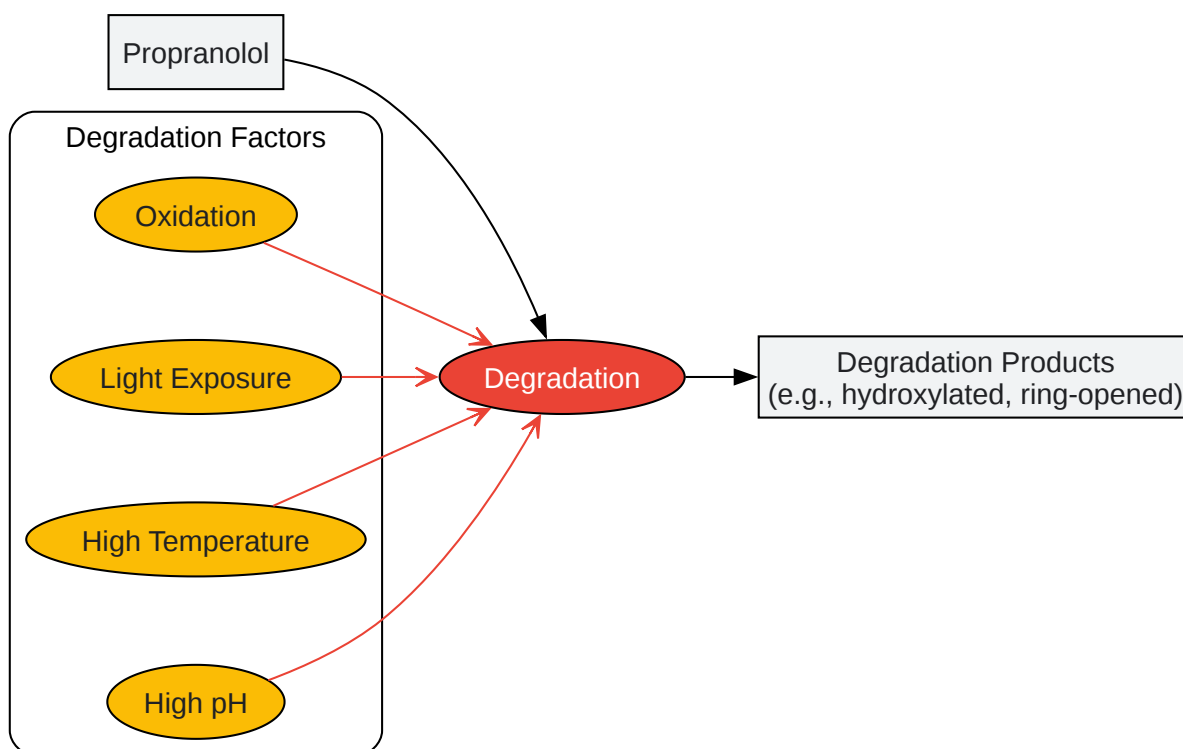 Propranolol
Degradation Factors
Oxidation
Light Exposure
High Temperature
High pH
Degradation
Degradation Products
(e.g., hydroxylated, ring-opened)